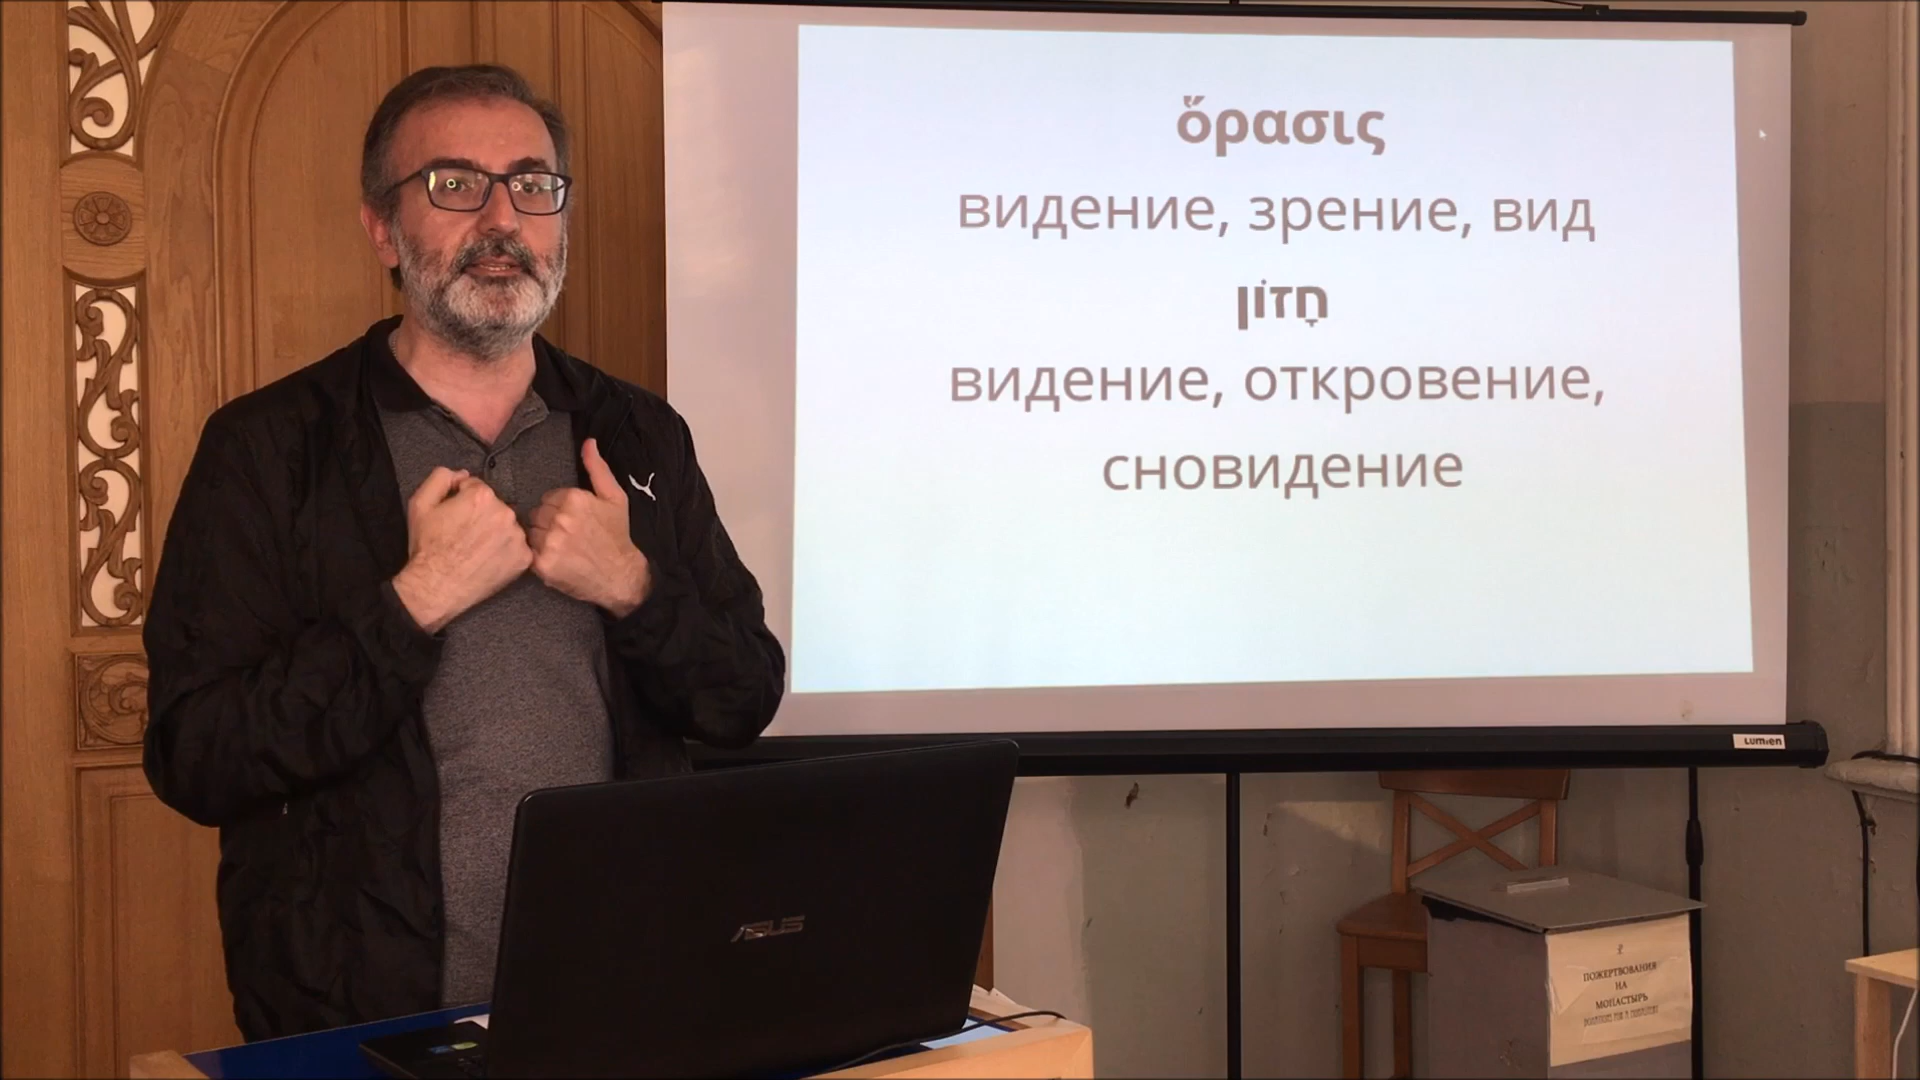 ὅρασις
видение, зрение, вид
חָזוֹן
видение, откровение,
сновидение
Lumien
ASUS
ПОЖЕРТВОВАНИЯ
НА
МОНАСТЫРЬ